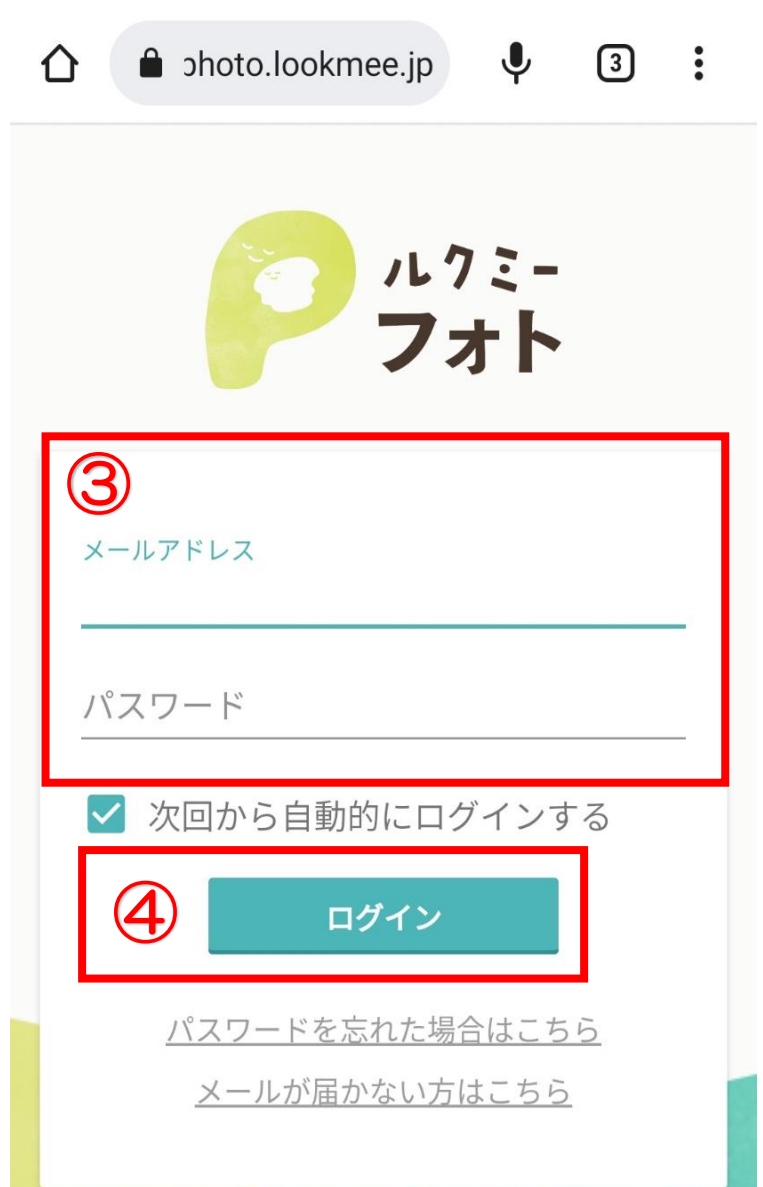 photo.lookmee.jp
3
ルクミー
フォト
③
メールアドレス
パスワード
次回から自動的にログインする
④
ログイン
パスワードを忘れた場合はこちら
メールが届かない方はこちら